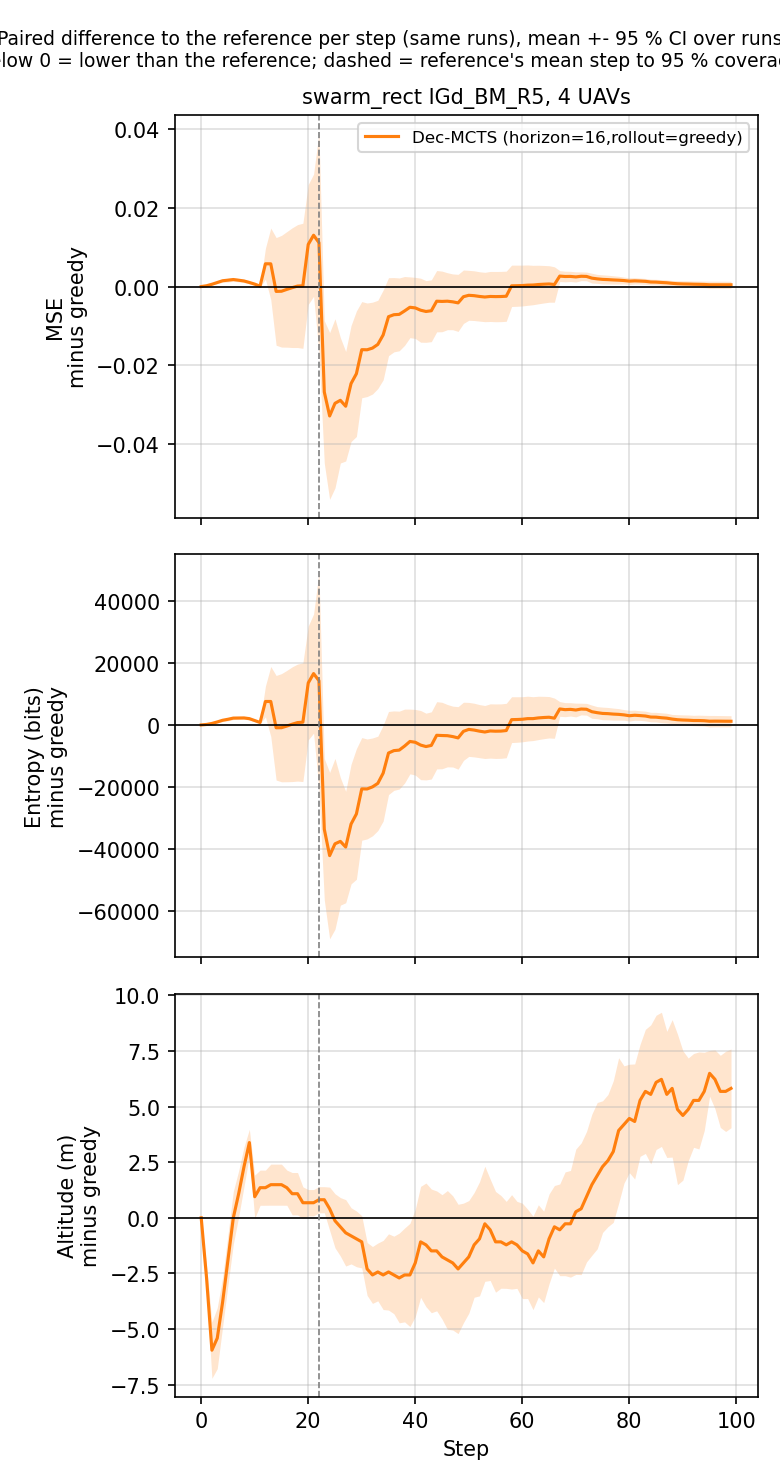 Paired difference to the reference per step (same runs), mean +- 95 % CI over runs
low 0 = lower than the reference; dashed = reference's mean step to 95 %
swarm_rect IGd_BM_R5, 4 UAVs
Dec-MCTS (horizon=16,rollout=greedy)
MSE
minus greedy
0.04
0.02
0.00
−0.02
−0.04
Entropy (bits)
minus greedy
40000
20000
0
−20000
−40000
−60000
Altitude (m)
minus greedy
10.0
7.5
5.0
2.5
0.0
−2.5
−5.0
−7.5
0 20 40 60 80 100
Step